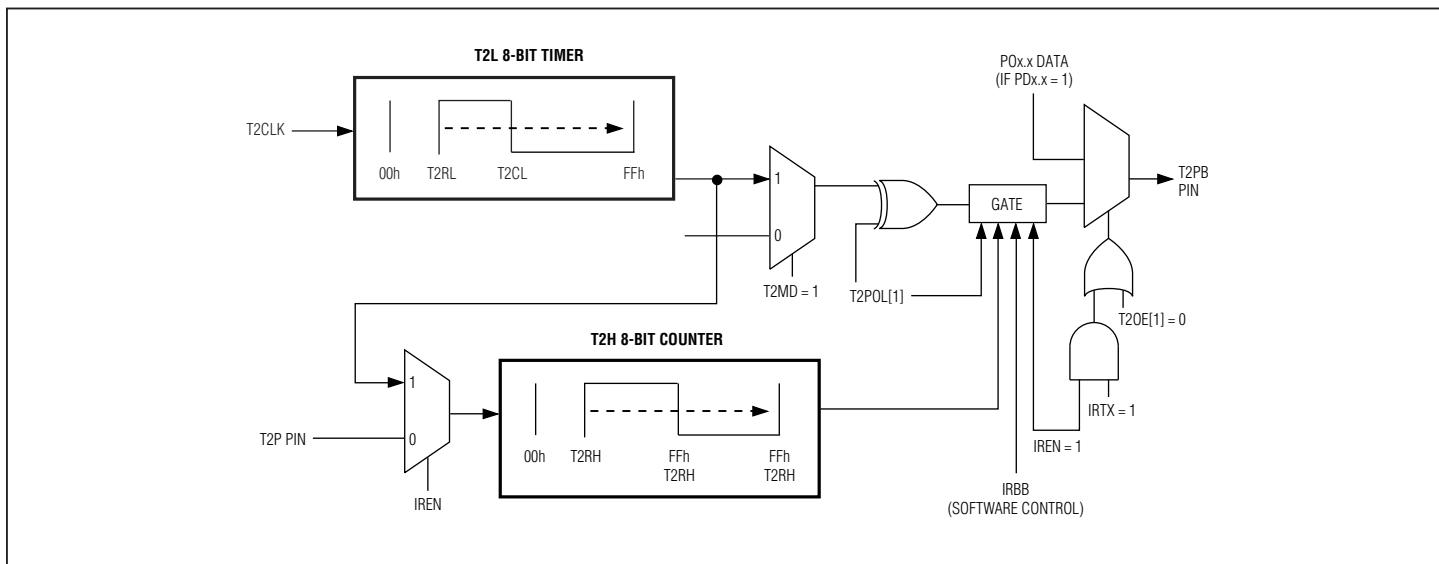 T2L 8-BIT TIMER
T2CLK
00h
T2RL
T2CL
FFh
POx.x DATA
(IF PDx.x = 1)
1
0
T2MD = 1
GATE
T2PB
PIN
T2POL[1]
T2OE[1] = 0
IRTX = 1
IREN = 1
IRBB
(SOFTWARE CONTROL)
T2H 8-BIT COUNTER
1
0
T2P PIN
IREN
00h
T2RH
FFh
T2RH
FFh
T2RH